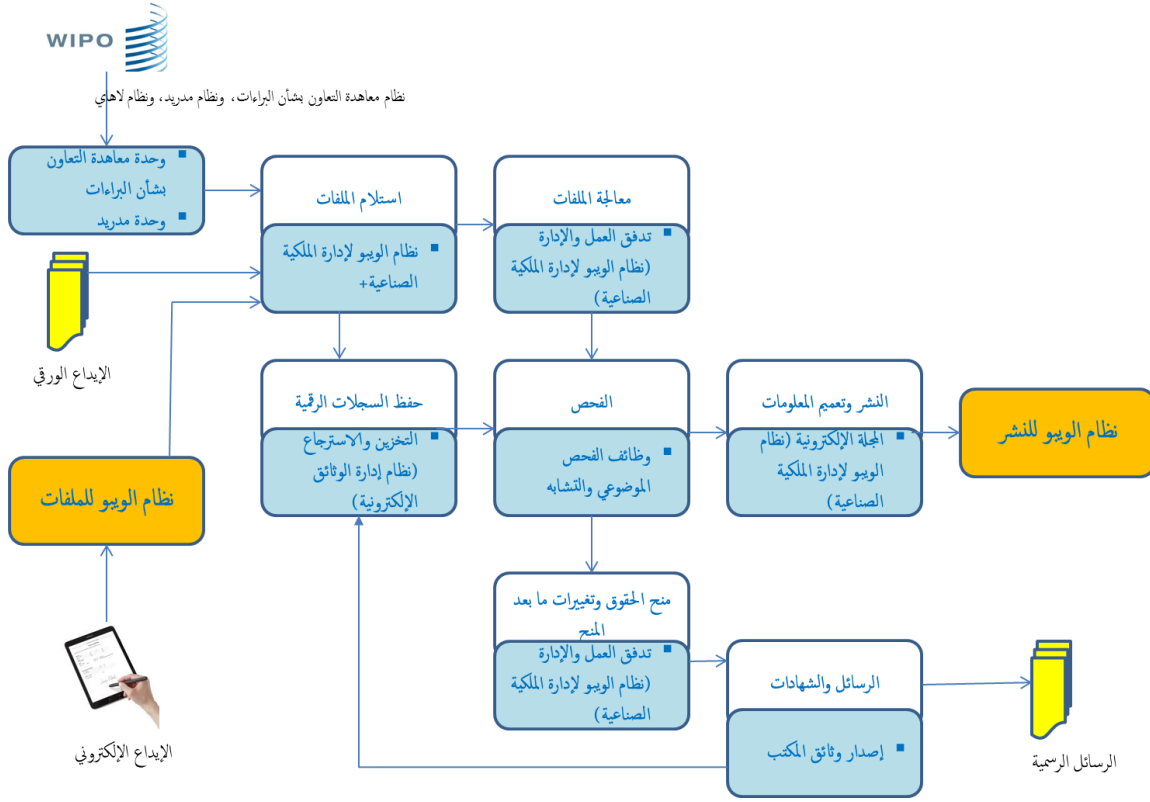 WIPO
نظام معاهدة التعاون بشأن البراءات، ونظام مدريد، ونظام لاهاي
وحدة معاهدة التعاون
بشأن البراءات
وحدة مدريد
استلام الملفات
نظام الويبو لإدارة الملكية
الصناعية+
معالجة الملفات
تدفق العمل والإدارة
(نظام الويبو لإدارة الملكية
الصناعية)
الإيداع الورقي
حفظ السجلات الرقمية
التخزين والاسترجاع
(نظام إدارة الوثائق
الإلكترونية)
الفحص
وظائف الفحص
الموضوعي والتشابه
النشر وتعميم المعلومات
المجلة الإلكترونية (نظام
الويبو لإدارة الملكية
الصناعية)
نظام الويبو للنشر
نظام الويبو للملفات
الإيداع الإلكتروني
منح الحقوق وتغييرات ما بعد
المنح
تدفق العمل والإدارة
(نظام الويبو لإدارة الملكية
الصناعية)
الرسائل والشهادات
إصدار وثائق المكتب
الرسائل الرسمية